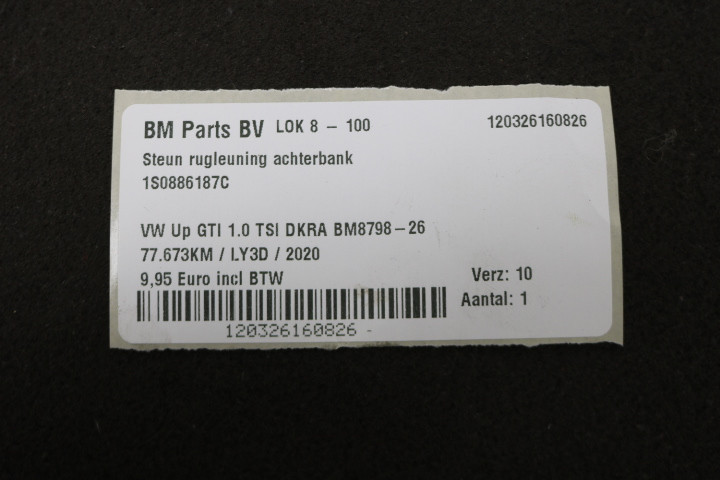 BM Parts BV LOK 8 - 100 120326160826
Steun rugleuning achterbank
1S0886187C
VW Up GTI 1.0 TSI DKRA BM8798-26
77.673KM / LY3D / 2020
9,95 Euro incl BTW Verz: 10
Aantal: 1
120326160826 -